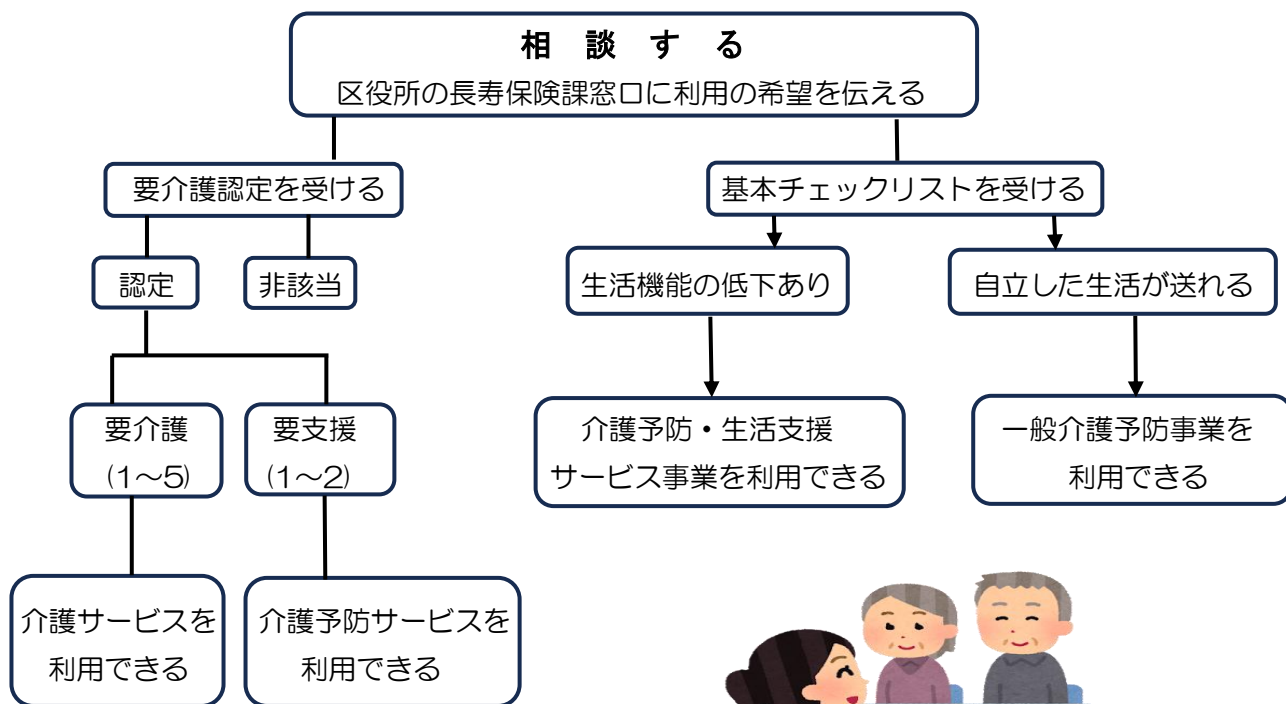 相談する
区役所の長寿保険課窓口に利用の希望を伝える
要介護認定を受ける
基本チェックリストを受ける
認定
非該当
生活機能の低下あり
自立した生活が送れる
要介護
(1～5)
要支援
(1～2)
介護予防・生活支援
サービス事業を利用できる
一般介護予防事業を
利用できる
介護サービスを
利用できる
介護予防サービスを
利用できる